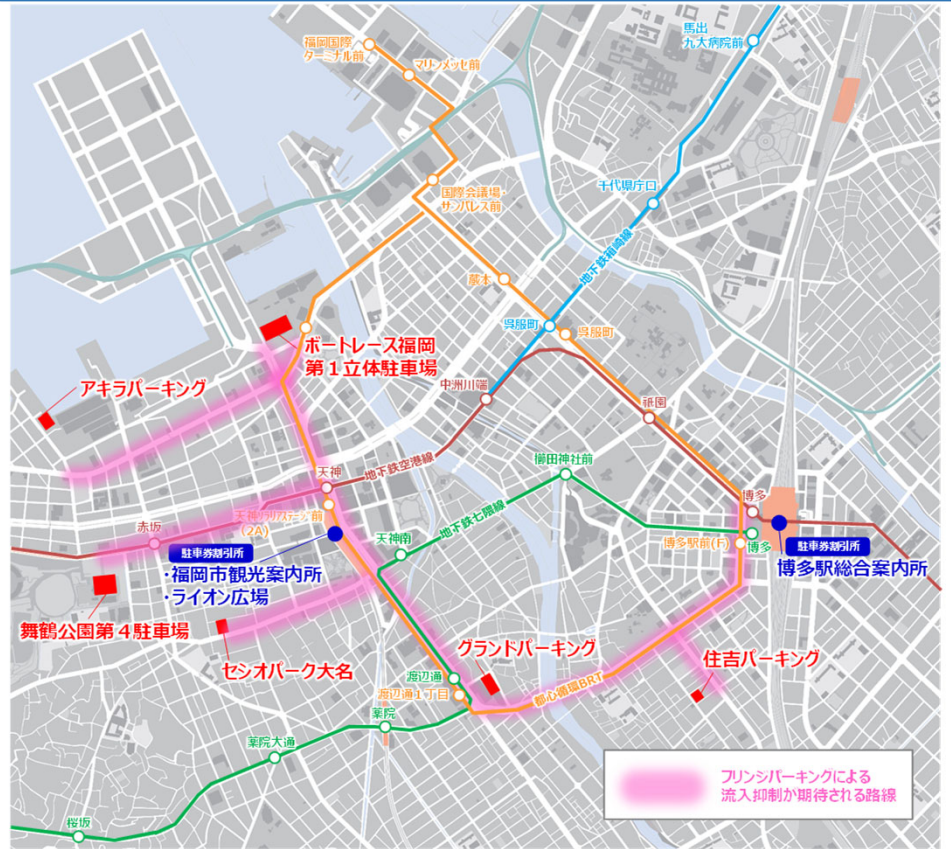 馬出
九大病院前
福岡国際
ターミナル前
マリンメッセ前
国際会議場・
サンパレス前
千代県庁口
地下鉄箱崎線
蔵本
呉服町
呉服町
ボートレース福岡
第1立体駐車場
アキラパーキング
中洲川端
祇園
櫛田神社前
天神
地下鉄空港線
博多
赤坂
天神ソラリアステージ前
(2A)
天神南
地下鉄七隈線
博多駅前(F)
博多
駐車券割引所
博多駅総合案内所
駐車券割引所
・福岡市観光案内所
・ライオン広場
舞鶴公園第4駐車場
セシオパーク大名
グランドパーキング
住吉パーキング
渡辺通
渡辺通1丁目
都心循環BRT
薬院
薬院大通
桜坂
フリンジパーキングによる
流入抑制が期待される路線